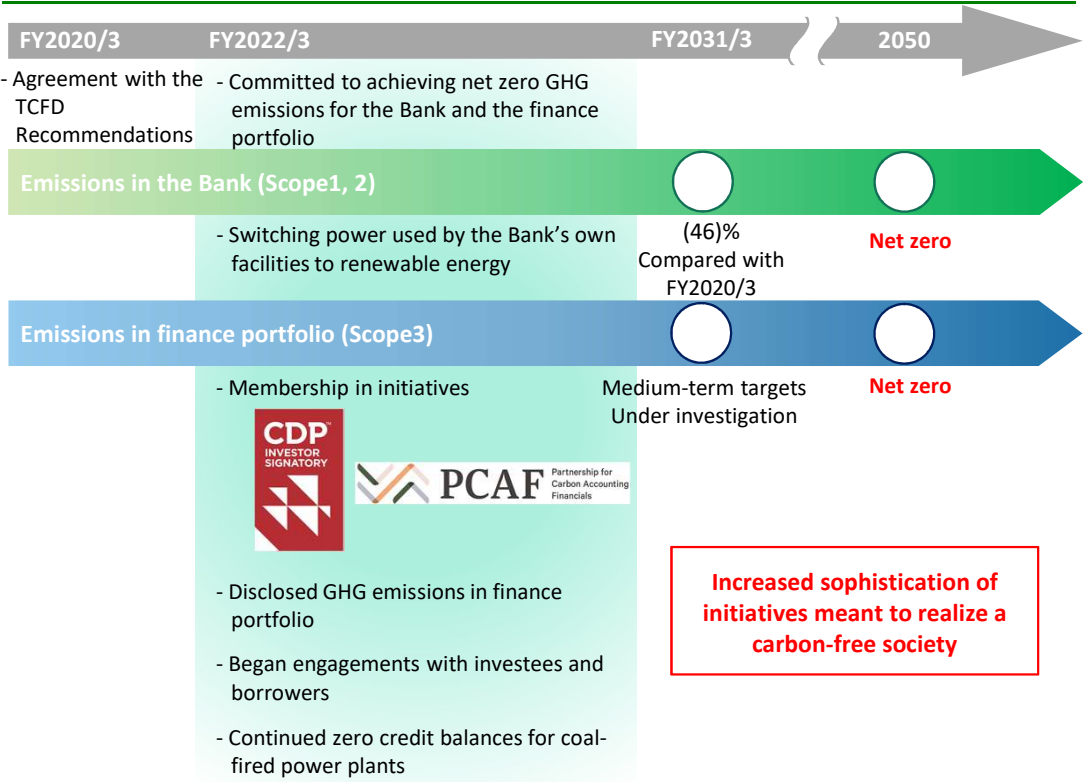 FY2020/3
FY2022/3
FY2031/3
2050
- Agreement with the
TCFD
Recommendations
- Committed to achieving net zero GHG
emissions for the Bank and the finance
portfolio
Emissions in the Bank (Scope1, 2)
- Switching power used by the Bank's own
facilities to renewable energy
(46)%
Compared with
FY2020/3
Net zero
Emissions in finance portfolio (Scope3)
- Membership in initiatives
Medium-term targets
Under investigation
Net zero
CDP™
INVESTOR
SIGNATORY
PCAF
Partnership for
Carbon Accounting
Financials
- Disclosed GHG emissions in finance
portfolio
- Began engagements with investees and
borrowers
- Continued zero credit balances for coal-
fired power plants
Increased sophistication of
initiatives meant to realize a
carbon-free society